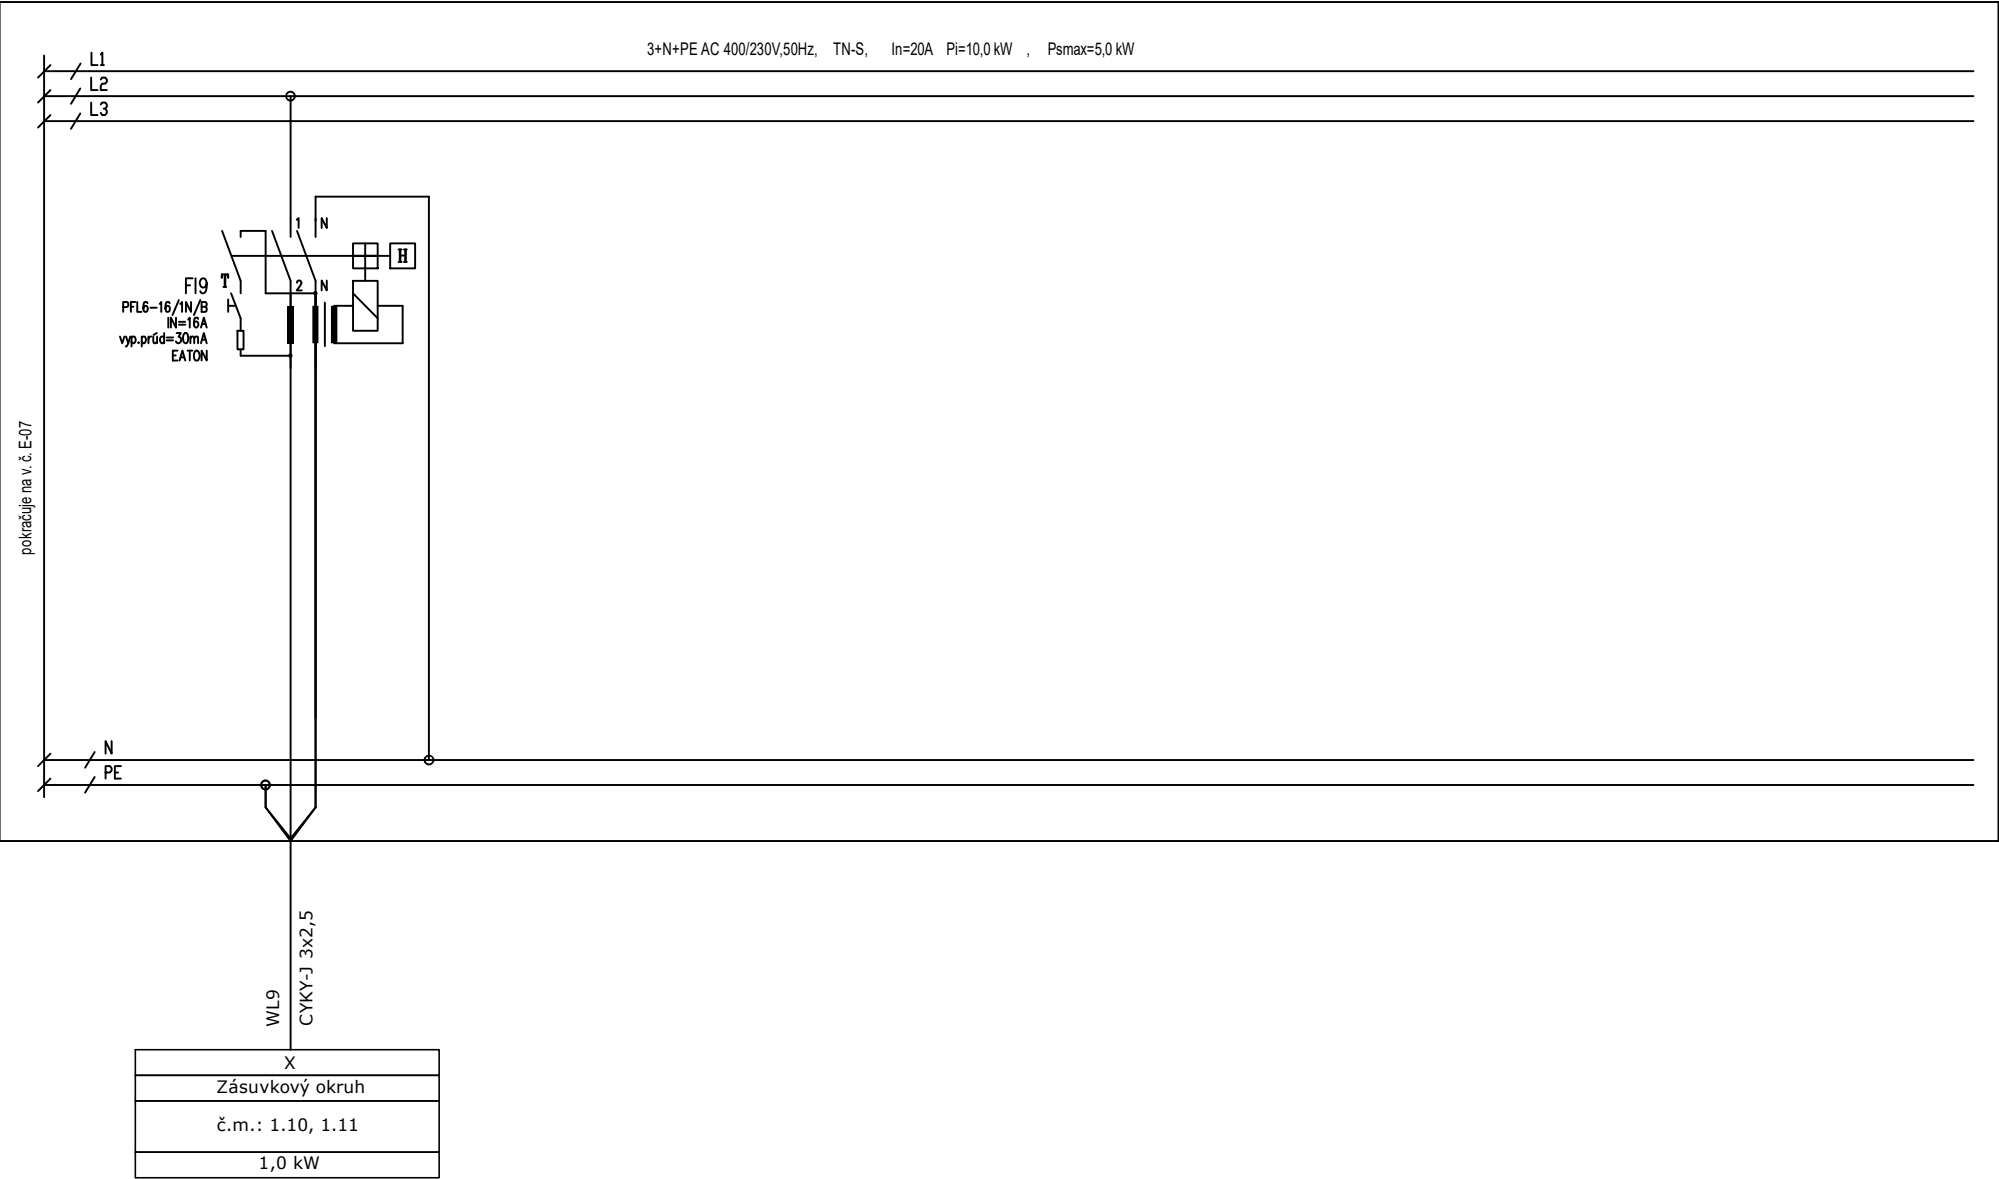 3+N+PE AC 400/230V,50Hz, TN-S, In=20A Pi=10,0 kW , Psmax=5,0 kW
L1
L2
L3
1 N
H
FI9 T
2 N
PFL6-16/1N/B
IN=16A
vyp.prúd=30mA
EATON
pokračuje na v. č. E-07
N
PE
WL9
CYKY-J 3x2,5
X
Zásuvkový okruh
č.m.: 1.10, 1.11
1,0 kW